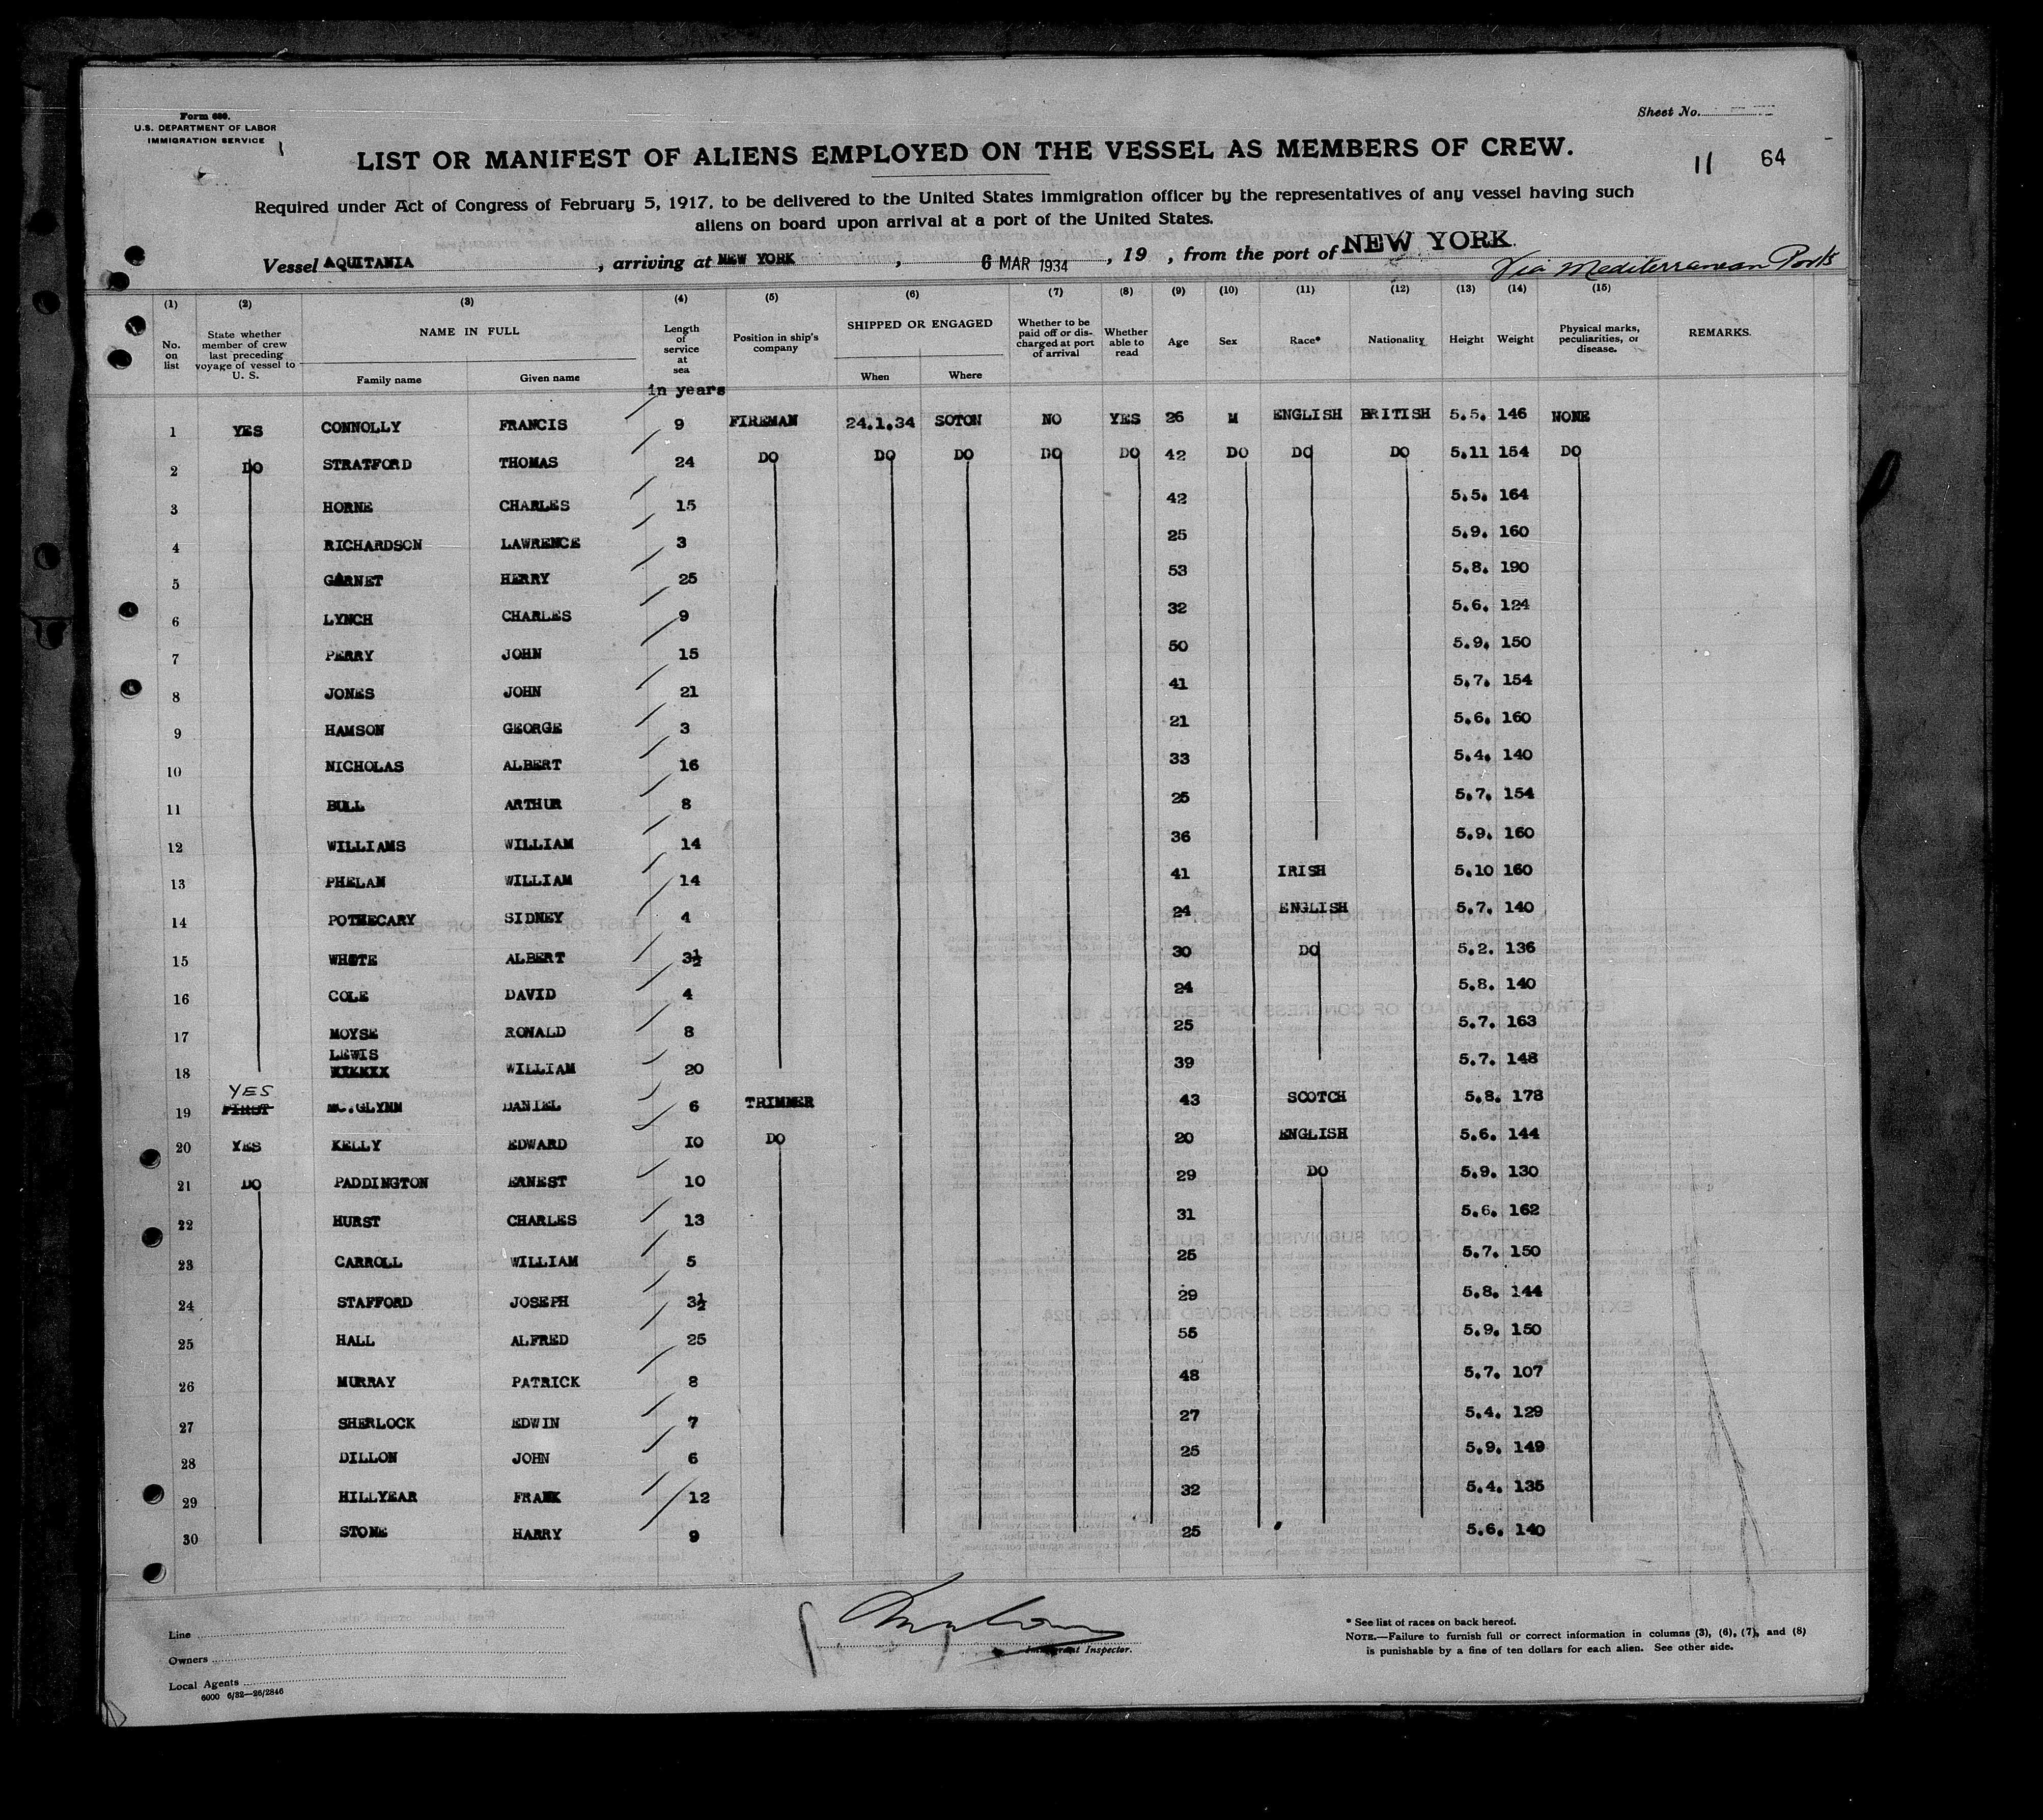 Form 680.
U.S. DEPARTMENT OF LABOR
IMMIGRATION SERVICE
Sheet No.
LIST OR MANIFEST OF ALIENS EMPLOYED ON THE VESSEL AS MEMBERS OF CREW.
11 64
Required under Act of Congress of February 5, 1917, to be delivered to the United States immigration officer by the representatives of any vessel having such
aliens on board upon arrival at a port of the United States.
Vessel AQUITANIA, arriving at NEW YORK, 6 MAR 1934, 19 , from the port of NEW YORK.
Via Mediterranean Ports
(1) (2) (3) (4) (5) (6) (7) (8) (9) (10) (11) (12) (13) (14) (15)
No. on list State whether member of crew last preceding voyage of vessel to U. S. NAME IN FULL Family name Given name Length of service at sea Position in ship's company SHIPPED OR ENGAGED When Where Whether to be paid off or discharged at port of arrival Whether able to read Age Sex Race* Nationality Height Weight Physical marks, peculiarities, or disease. REMARKS.
in years
1 YES CONNOLLY FRANCIS 9 FIREMAN 24.1.34 SOTON NO YES 26 M ENGLISH BRITISH 5.5. 146 NONE
2 DO STRATFORD THOMAS 24 DO DO DO DO DO 42 DO DO DO 5.11 154 DO
3 HORNE CHARLES 15 42 5.5. 164
4 RICHARDSON LAWRENCE 3 25 5.9. 160
5 GARNET HERRY 25 53 5.8. 190
6 LYNCH CHARLES 9 32 5.6. 124
7 PERRY JOHN 15 50 5.9. 150
8 JONES JOHN 21 41 5.7. 154
9 HAMSON GEORGE 3 21 5.6. 160
10 NICHOLAS ALBERT 16 33 5.4. 140
11 BULL ARTHUR 8 25 5.7. 154
12 WILLIAMS WILLIAM 14 36 5.9. 160
13 PHELAN WILLIAM 14 41 IRISH 5.10 160
14 POTHECARY SIDNEY 4 24 ENGLISH 5.7. 140
15 WHITE ALBERT 3½ 30 DO 5.2. 136
16 COLE DAVID 4 24 5.8. 140
17 MOYSE RONALD 8 25 5.7. 163
LEWIS
18 WILLIAM 20 39 5.7. 148
YES
19 FIRST MC.GLYNN DANIEL 6 TRIMMER 43 SCOTCH 5.8. 178
20 YES KELLY EDWARD IO DO 20 ENGLISH 5.6. 144
21 DO PADDINGTON ERNEST 10 29 DO 5.9. 130
22 HURST CHARLES 13 31 5.6. 162
23 CARROLL WILLIAM 5 25 5.7. 150
24 STAFFORD JOSEPH 3½ 29 5.8. 144
25 HALL ALFRED 25 55 5.9. 150
26 MURRAY PATRICK 8 48 5.7. 107
27 SHERLOCK EDWIN 7 27 5.4. 129
28 DILLON JOHN 6 25 5.9. 149
29 HILLYEAR FRANK 12 32 5.4. 135
30 STONE HARRY 9 25 5.6. 140
Line
Owners
Local Agents
6000 6/32—26/2846
Immigrant Inspector.
* See list of races on back hereof.
NOTE.—Failure to furnish full or correct information in columns (3), (6), (7), and (8)
is punishable by a fine of ten dollars for each alien. See other side.